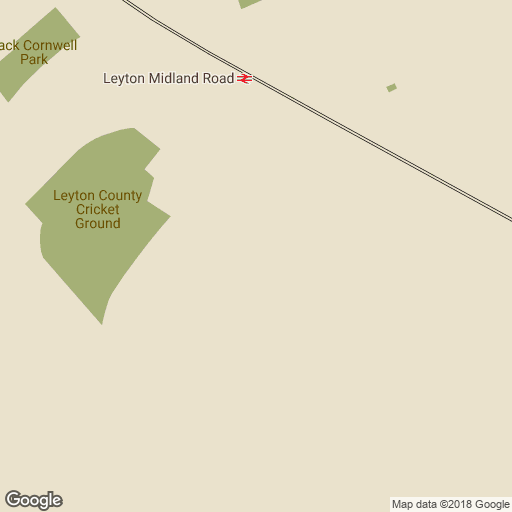 ack Cornwell
Park
Leyton Midland Road
Leyton County
Cricket
Ground
Google
Map data ©2018 Google